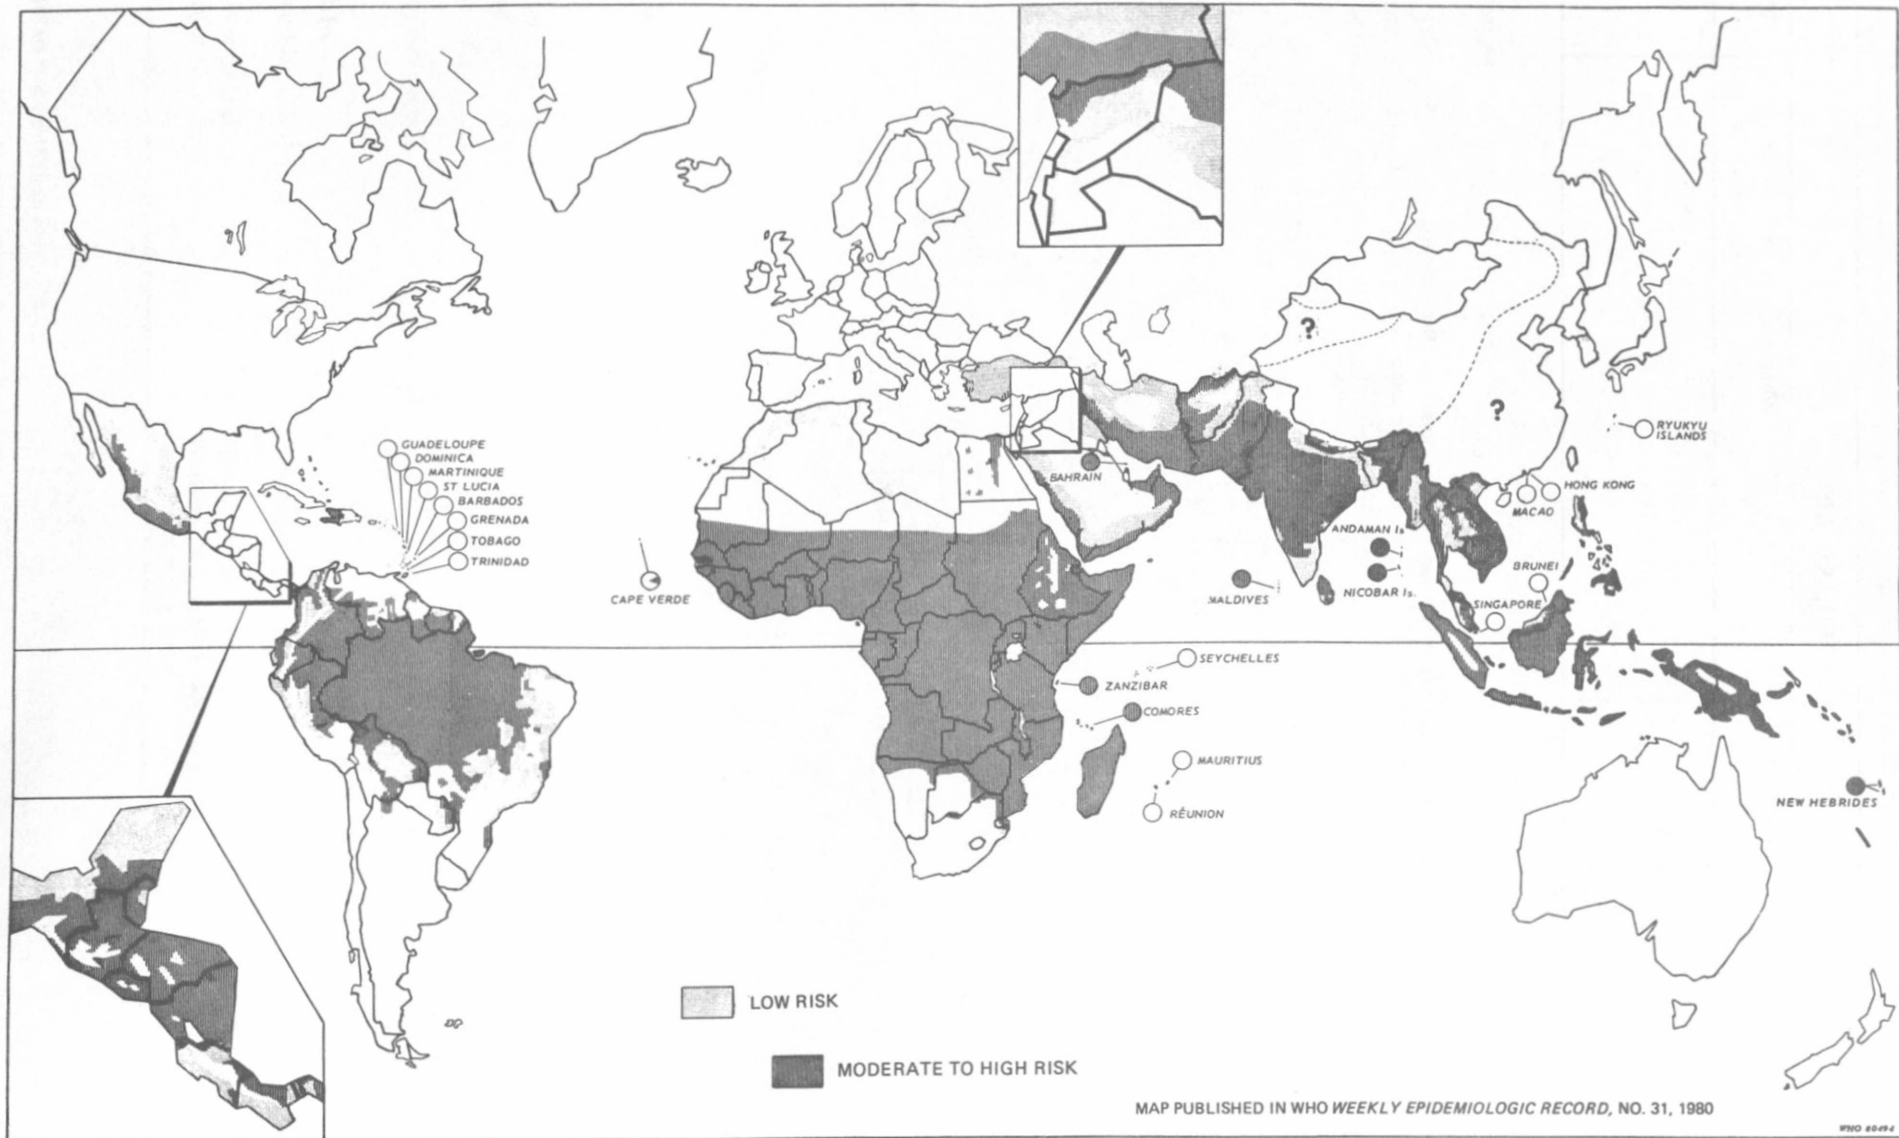 GUADELOUPE
DOMINICA
MARTINIQUE
ST LUCIA
BARBADOS
GRENADA
TOBAGO
TRINIDAD
CAPE VERDE
BAHRAIN
?
?
RYUKYU
ISLANDS
HONG KONG
MACAO
ANDAMAN Is.
NICOBAR Is.
MALDIVES
BRUNEI
SINGAPORE
SEYCHELLES
ZANZIBAR
COMORES
MAURITIUS
RÉUNION
NEW HEBRIDES
LOW RISK
MODERATE TO HIGH RISK
MAP PUBLISHED IN WHO WEEKLY EPIDEMIOLOGIC RECORD, NO. 31, 1980
WHO 80494